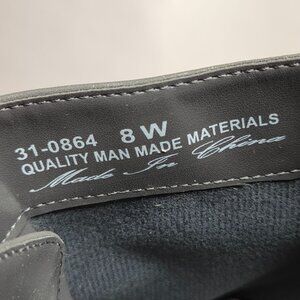 31-0864 8 W
QUALITY MAN MADE MATERIALS
Made In China